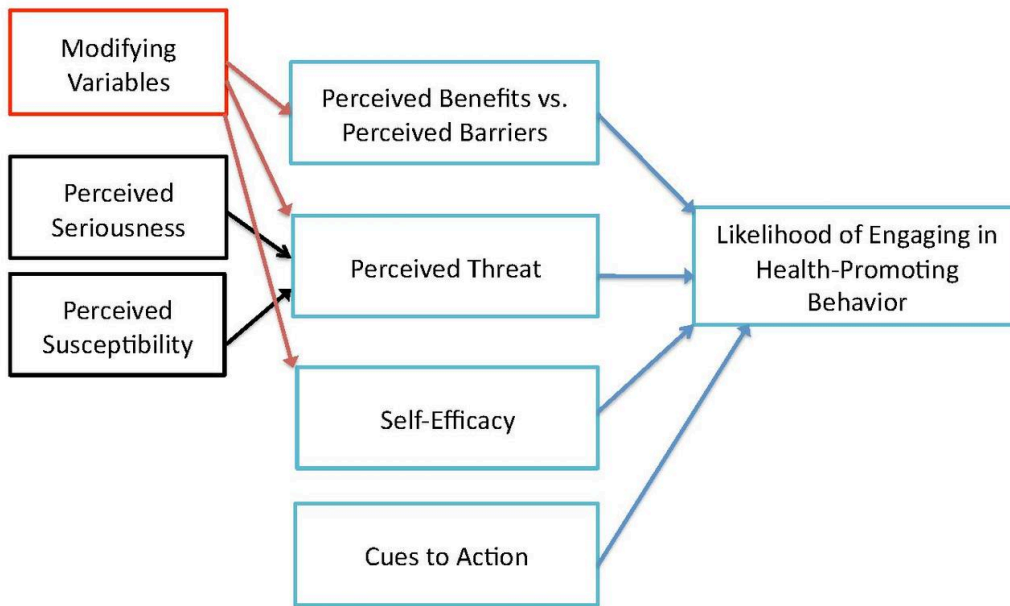 Modifying
Variables
Perceived Benefits vs.
Perceived Barriers
Perceived
Seriousness
Perceived Threat
Likelihood of Engaging in
Health-Promoting
Behavior
Perceived
Susceptibility
Self-Efficacy
Cues to Action